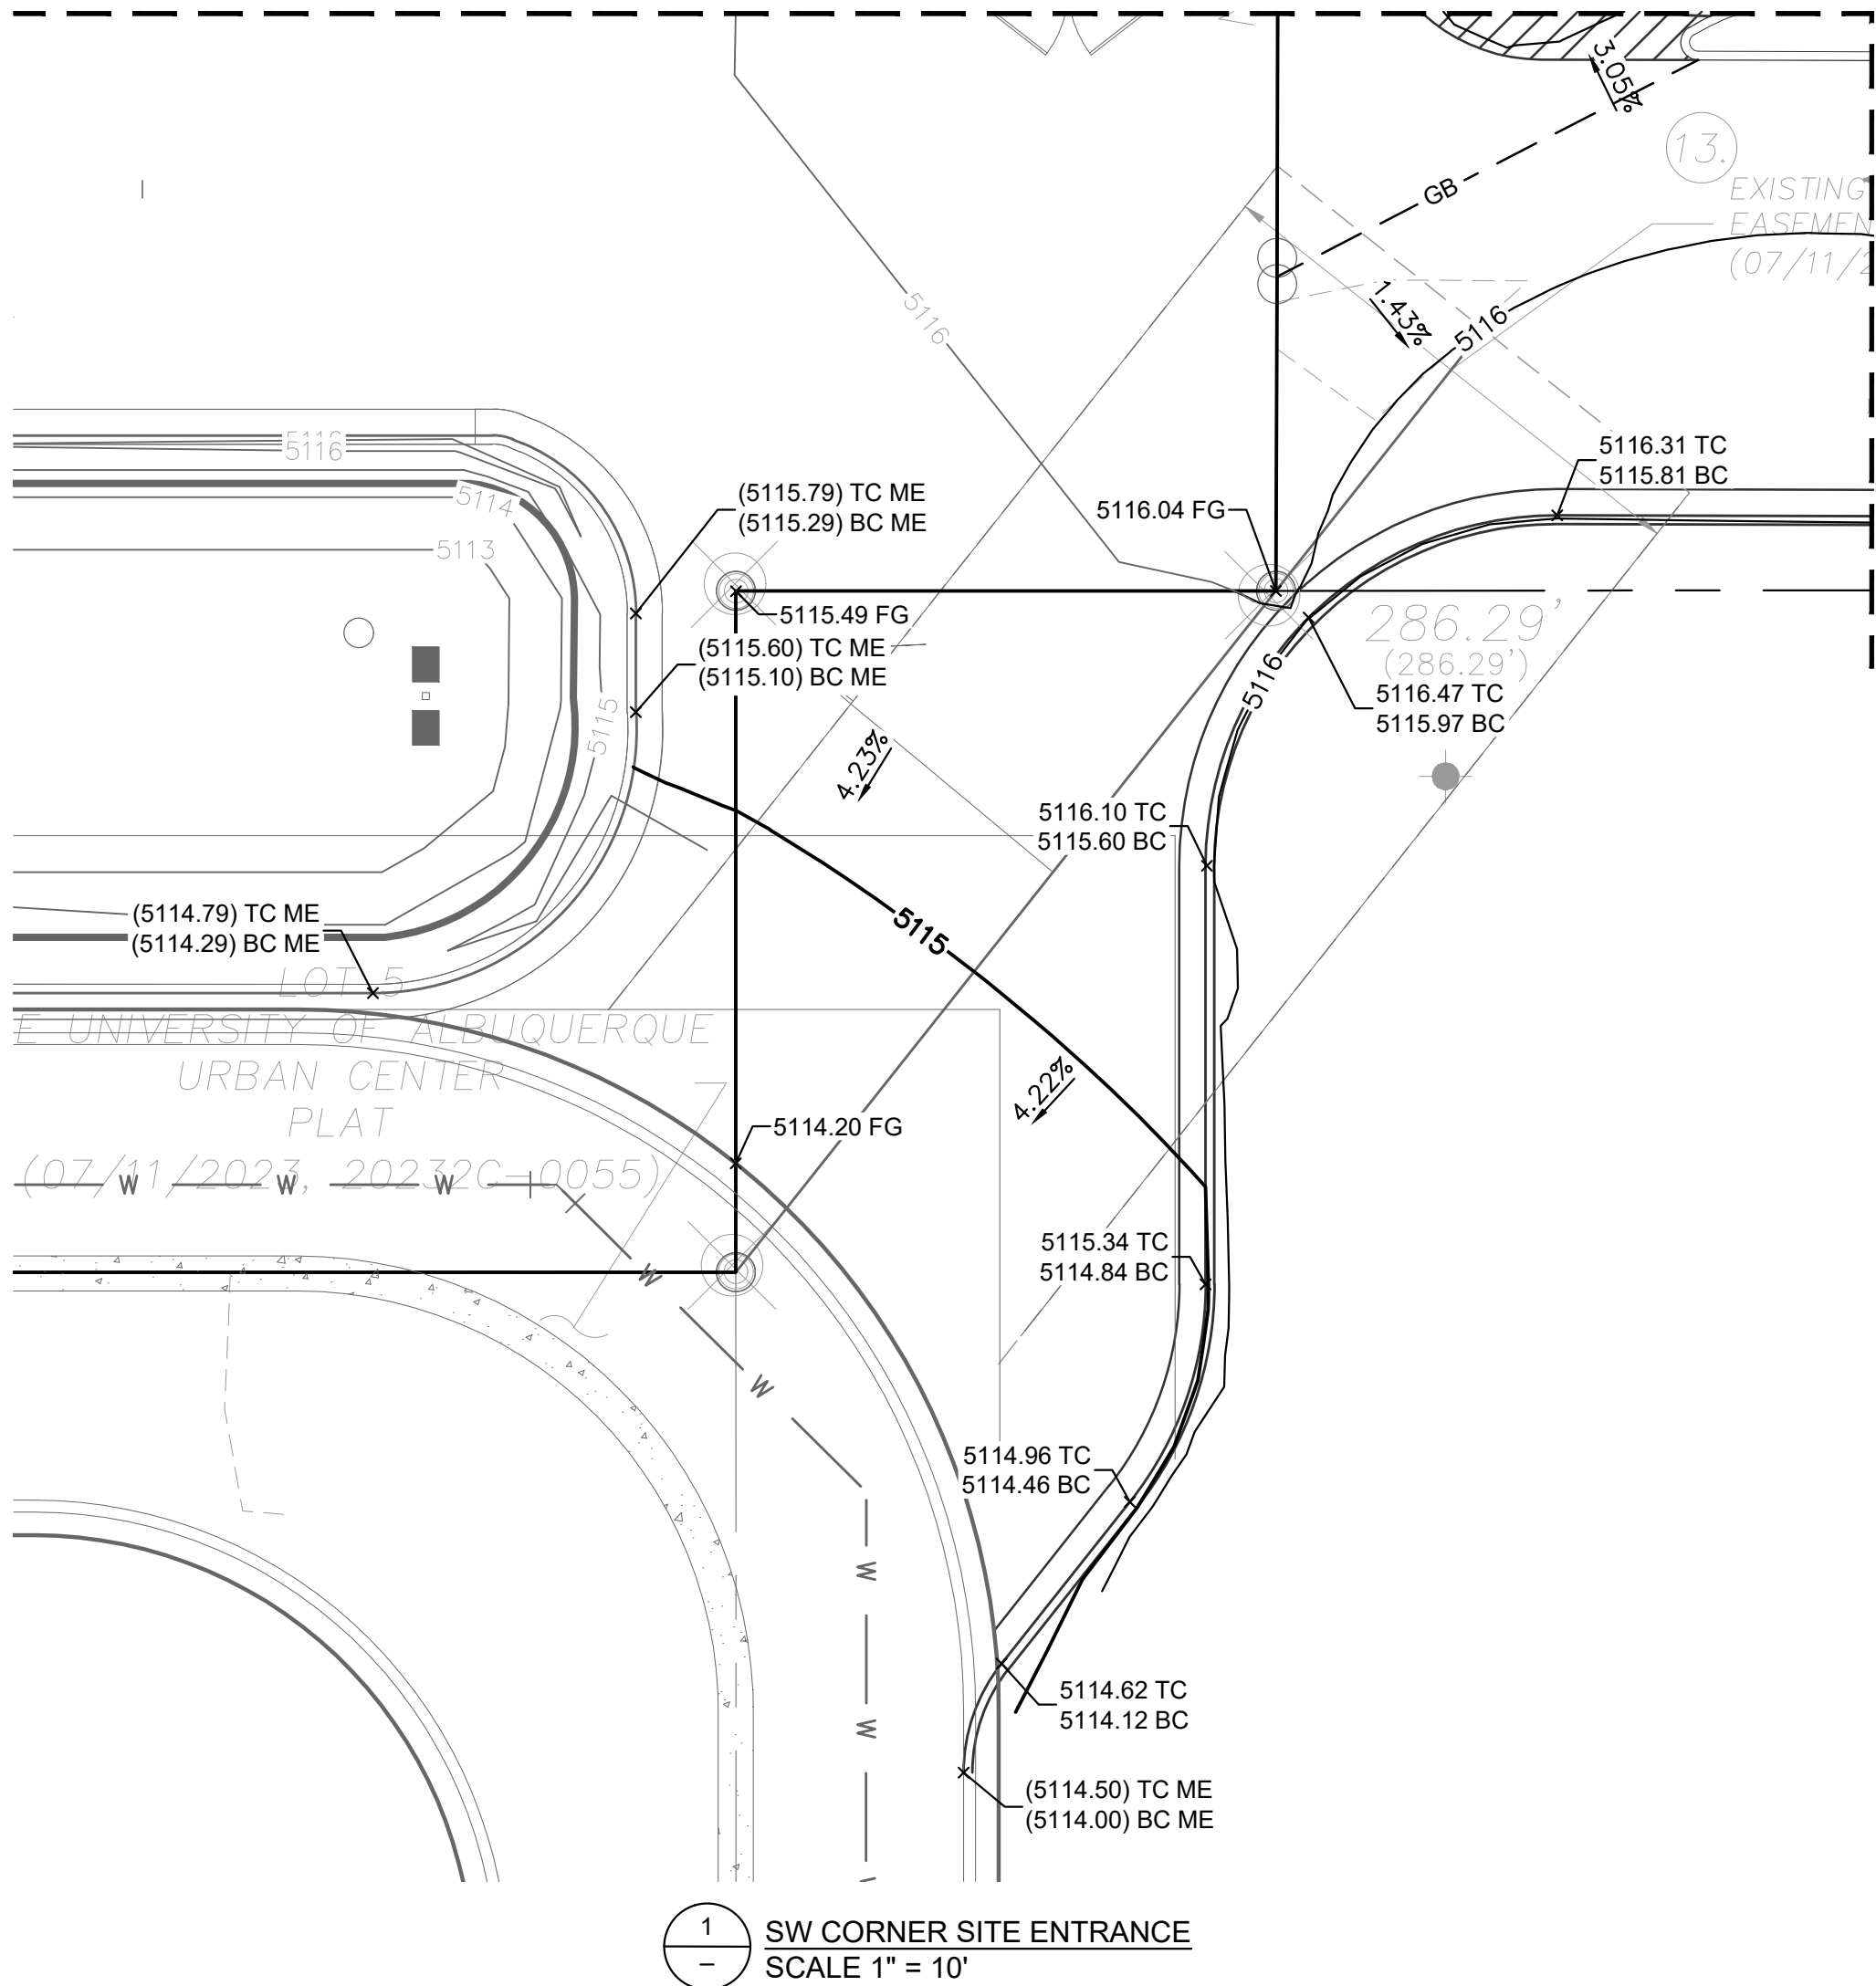 3.05%
13.
EXISTING
EASEMEN
(07/11/2
GB
1.43%
5116
5116
5116
5114
5113
5115
(5115.79) TC ME
(5115.29) BC ME
5116.04 FG
5116.31 TC
5115.81 BC
5115.49 FG
(5115.60) TC ME
(5115.10) BC ME
286.29'
(286.29')
5116
5116.47 TC
5115.97 BC
4.23%
5116.10 TC
5115.60 BC
5115
(5114.79) TC ME
(5114.29) BC ME
LOT 5
E UNIVERSITY OF ALBUQUERQUE
URBAN CENTER
PLAT
(07/11/2023, 20232C-0055)
4.22%
5114.20 FG
W W W
W
W
W
W
5115.34 TC
5114.84 BC
5114.96 TC
5114.46 BC
5114.62 TC
5114.12 BC
(5114.50) TC ME
(5114.00) BC ME
1
–
SW CORNER SITE ENTRANCE
SCALE 1" = 10'